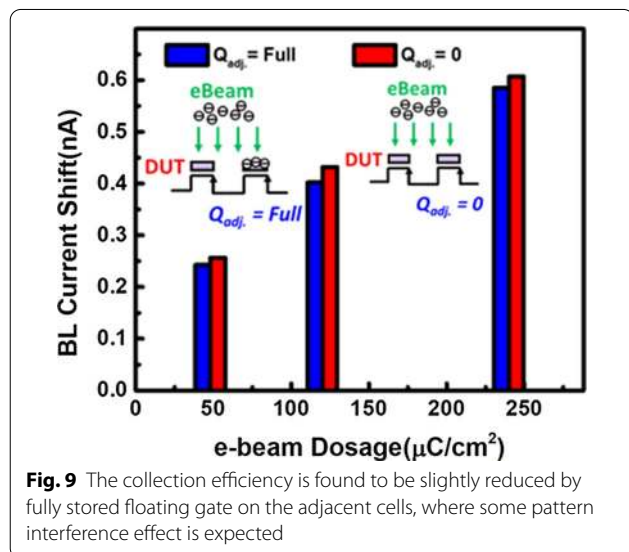 Q_adj. = Full
Q_adj. = 0
eBeam
eBeam
DUT
DUT
Q_adj. = Full
Q_adj. = 0
BL Current Shift(nA)
0.6
0.5
0.4
0.3
0.2
0.1
0.0
0
50
100
150
200
250
e-beam Dosage(μC/cm²)
Fig. 9 The collection efficiency is found to be slightly reduced by
fully stored floating gate on the adjacent cells, where some pattern
interference effect is expected